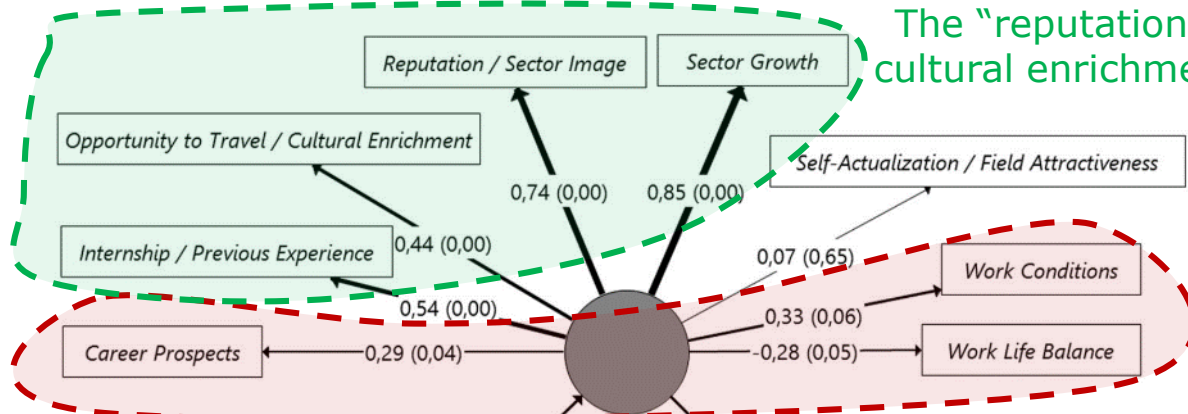 The “reputation
cultural enrichme
Reputation / Sector Image
Sector Growth
Opportunity to Travel / Cultural Enrichment
Self-Actualization / Field Attractiveness
0,74 (0,00)
0,85 (0,00)
Internship / Previous Experience
0,44 (0,00)
0,07 (0,65)
Work Conditions
0,54 (0,00)
0,33 (0,06)
Career Prospects
0,29 (0,04)
-0,28 (0,05)
Work Life Balance